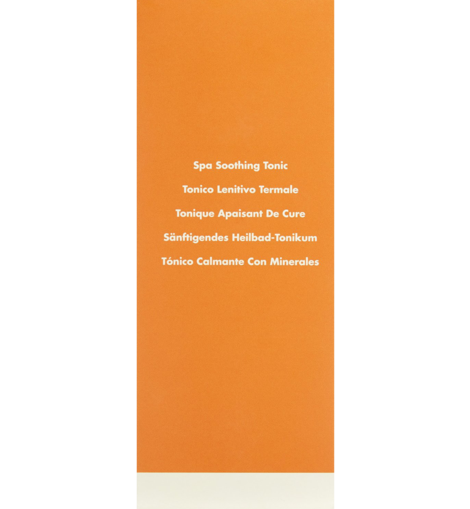 Spa Soothing Tonic
Tonico Lenitivo Termale
Tonique Apaisant De Cure
Sänftigendes Heilbad-Tonikum
Tónico Calmante Con Minerales